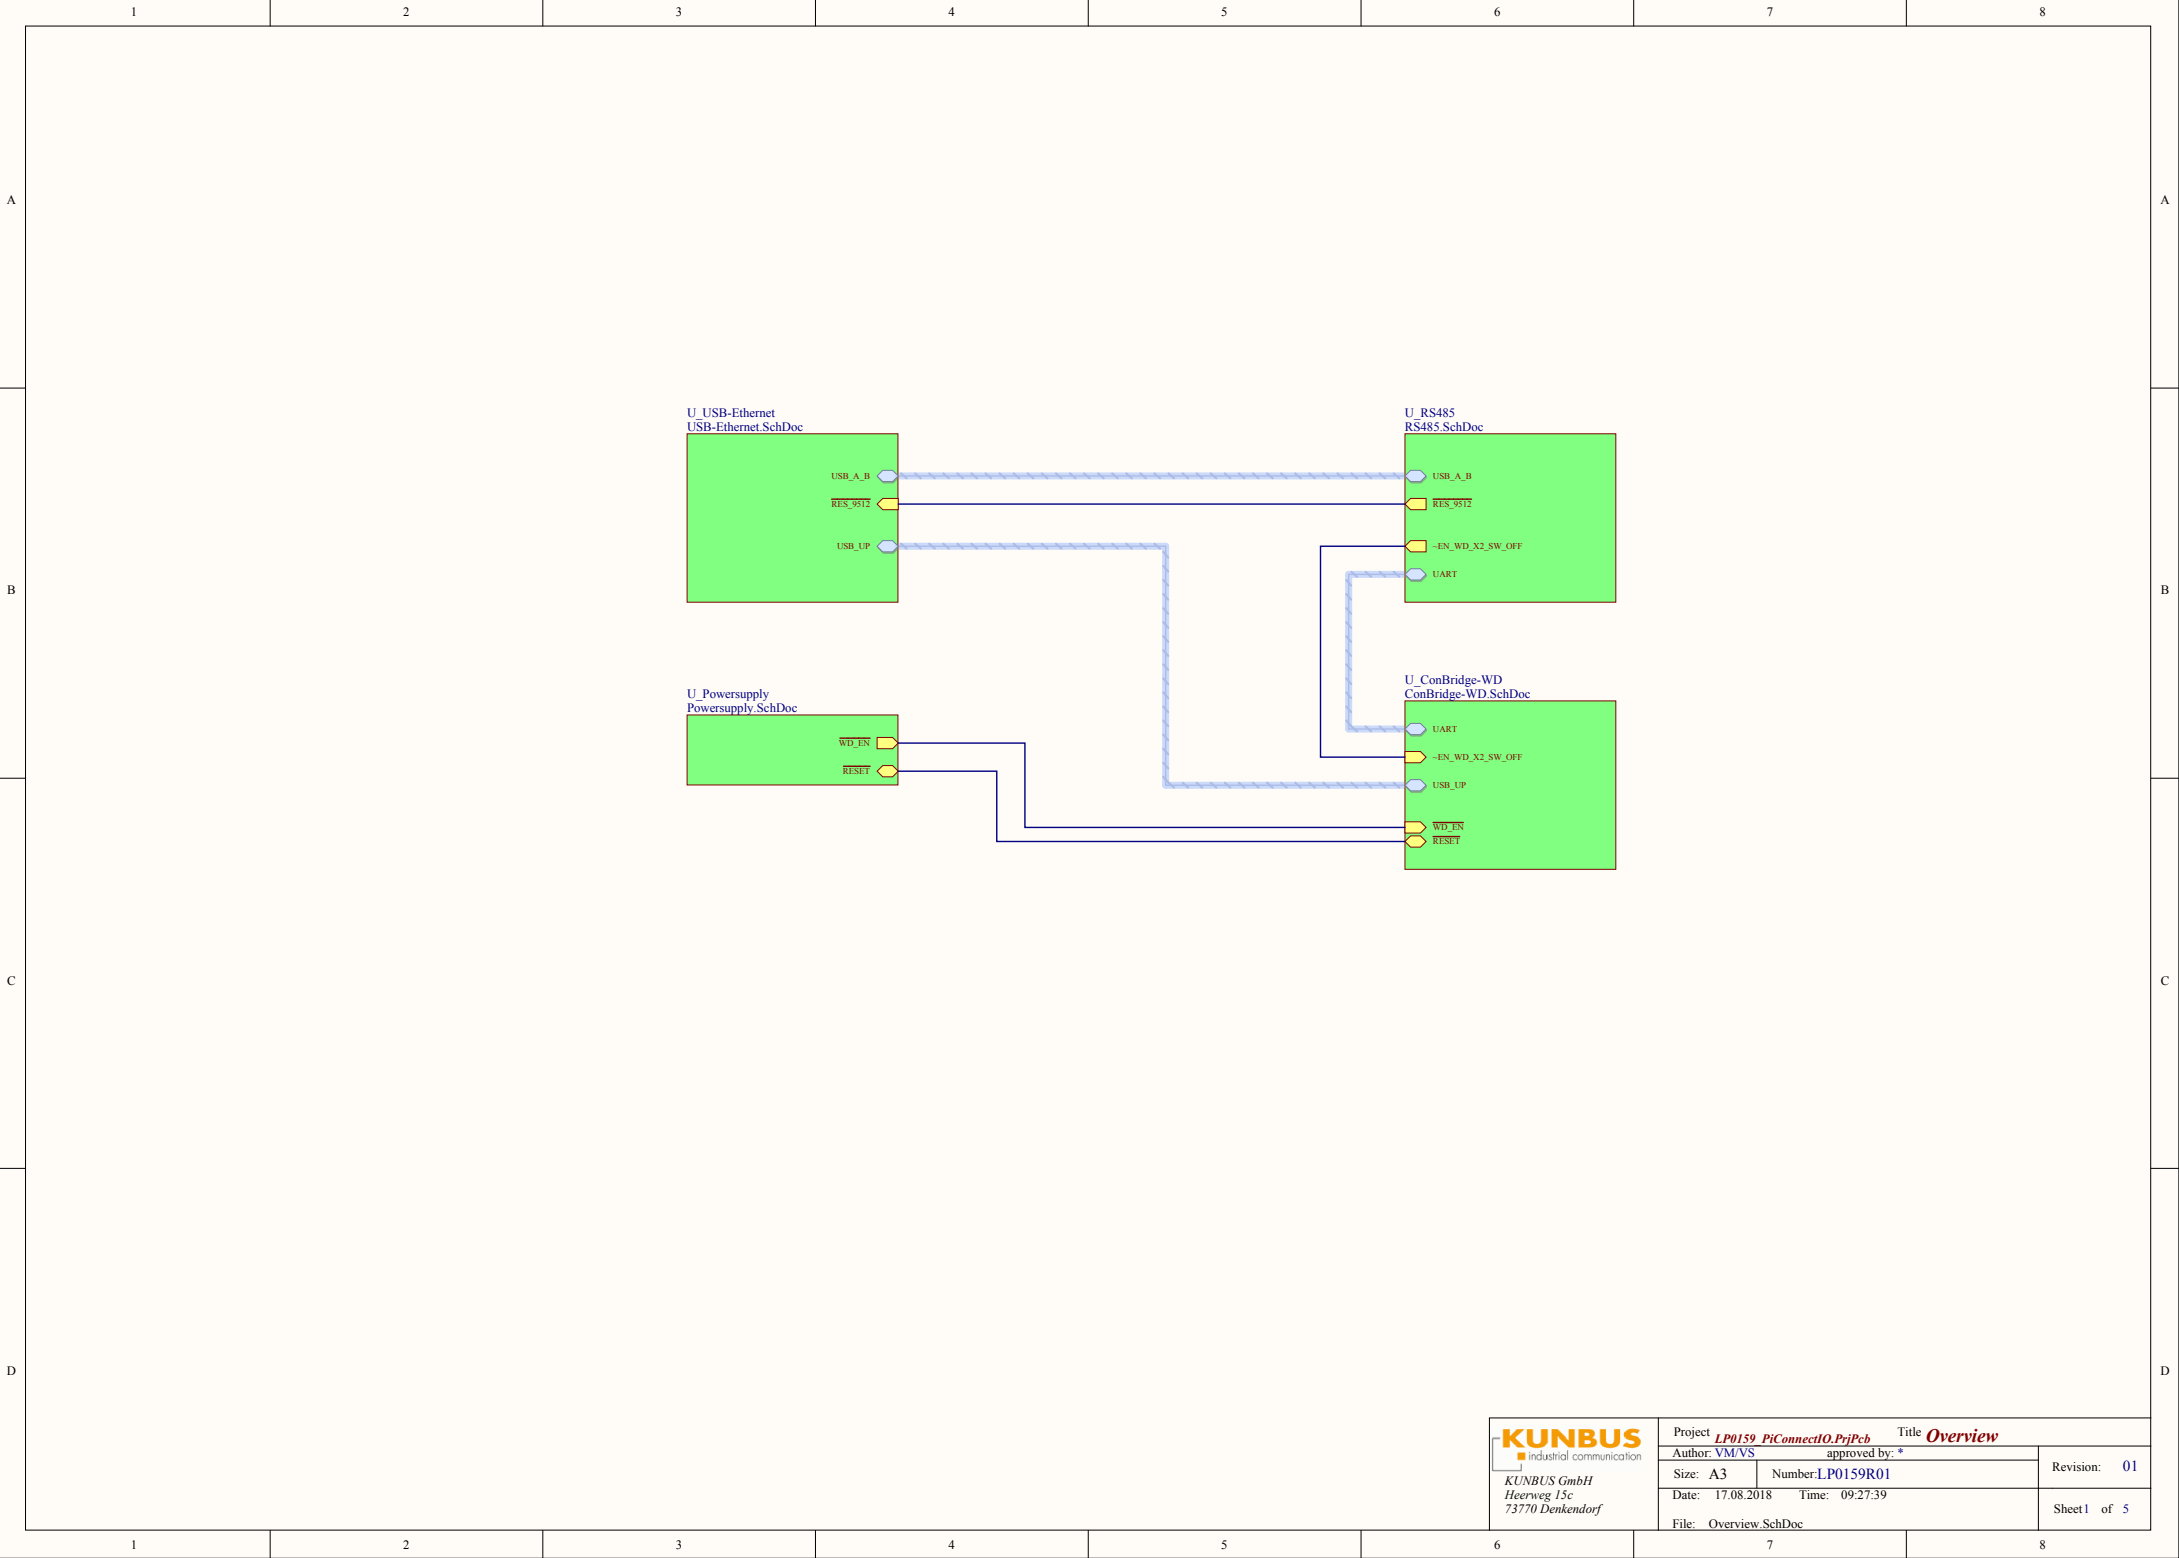 1 2 3 4 5 6 7 8
A A
U_USB-Ethernet
USB-Ethernet.SchDoc
USB_A_B
RES_9512
USB_UP
U_RS485
RS485.SchDoc
USB_A_B
RES_9512
~EN_WD_X2_SW_OFF
UART
B B
U_Powersupply
Powersupply.SchDoc
WD_EN
RESET
U_ConBridge-WD
ConBridge-WD.SchDoc
UART
~EN_WD_X2_SW_OFF
USB_UP
WD_EN
RESET
C C
D D
KUNBUS
industrial communication
KUNBUS GmbH
Heerweg 15c
73770 Denkendorf
Project LP0159_PiConnectIO.PrjPcb Title Overview
Author: VM/VS approved by: *
Size: A3 Number:LP0159R01
Revision: 01
Date: 17.08.2018 Time: 09:27:39
Sheet1 of 5
File: Overview.SchDoc
1 2 3 4 5 6 7 8